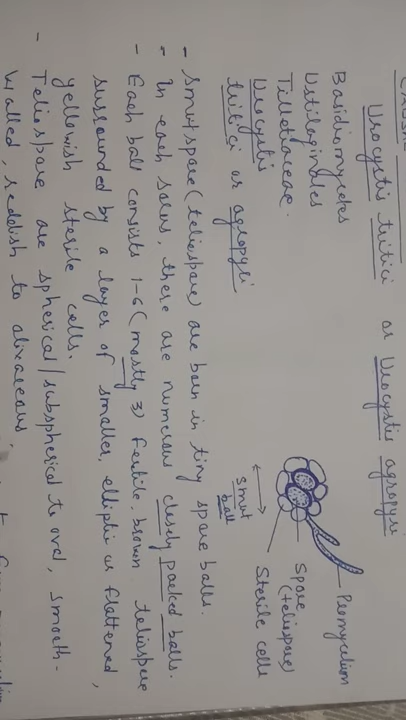 Urocystis tritici or Urocystis agropyri
Basidiomycetes
Ustilaginales
Tilletiaceae.
Urocystis
tritici or agropyri
Promycelium
Spore
(teliospore)
Sterile cells
smut
ball
- smut spore (teliospore) are born in tiny spore balls.
- In each sorus, there are numerous closely packed balls.
- Each ball consists 1-6 (mostly 3) fertile, brown teliospore
surrounded by a layer of smaller, elliptic or flattened,
yellowish sterile cells.
- Teliospore are spherical/subspherical to oval, smooth-
walled, reddish to olivaceous,